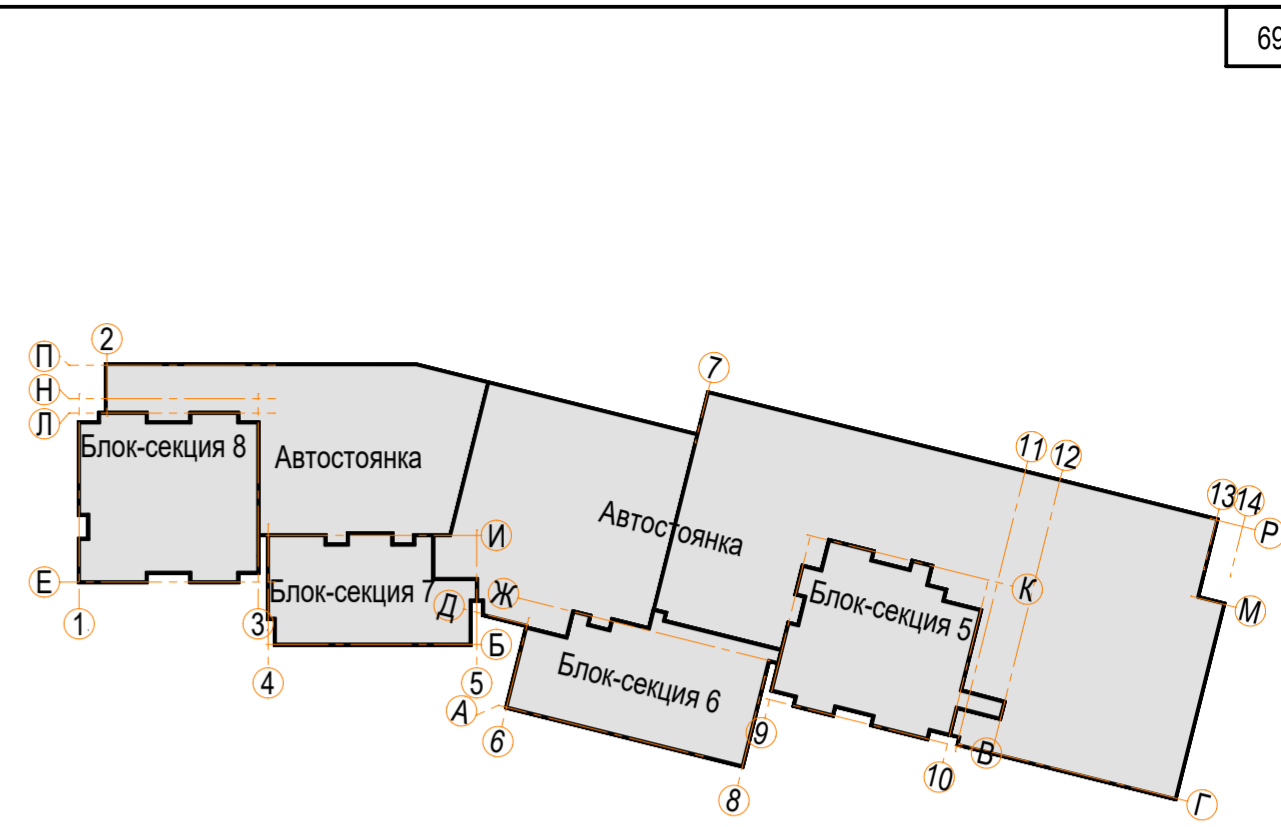 69
2
П
Н
Л
7
Блок-секция 8
Автостоянка
11
12
13
14
Р
Автостоянка
И
Е
Блок-секция 7
Ж
Д
К
Блок-секция 5
М
1
3
4
Б
5
Блок-секция 6
А
6
9
В
10
8
Г